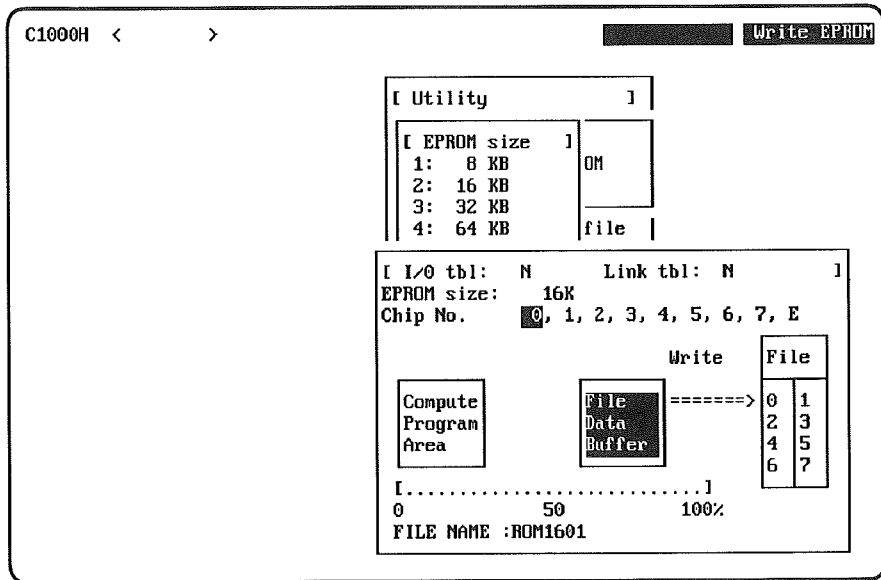 C1000H < > Write EPROM
[ Utility ]
[ EPROM size ]
1: 8 KB
OM
2: 16 KB
3: 32 KB
4: 64 KB
file
[ I/O tbl: N Link tbl: N ]
EPROM size: 16K
Chip No. 0, 1, 2, 3, 4, 5, 6, 7, E
Write File
Compute File =======> 0 1
Program Data 2 3
Area Buffer 4 5
6 7
[..............................]
0 50 100%
FILE NAME :ROM1601